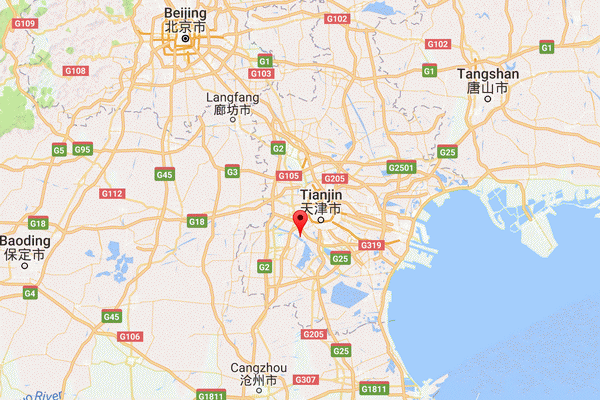 G109
Beijing
北京市
G102
G102
G1
G1
G108
G103
G1
Tangshan
唐山市
Langfang
廊坊市
G5
G95
G2
G25
G45
G3
G105
G205
G2501
G112
Tianjin
天津市
G18
G18
Baoding
保定市
G319
G2
G25
G4
G45
G106
G205
G25
Cangzhou
沧州市
G307
G1811
G1811
River